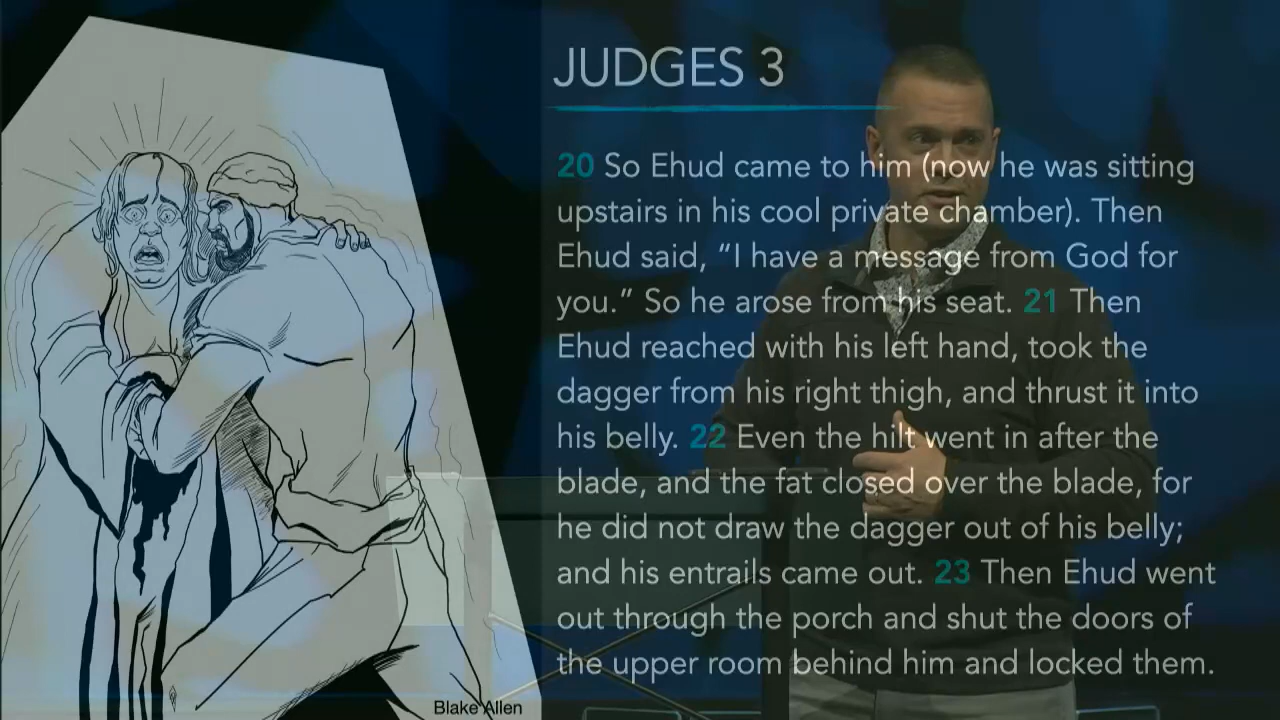 JUDGES 3
20 So Ehud came to him (now he was sitting
upstairs in his cool private chamber). Then
Ehud said, “I have a message from God for
you.” So he arose from his seat. 21 Then
Ehud reached with his left hand, took the
dagger from his right thigh, and thrust it into
his belly. 22 Even the hilt went in after the
blade, and the fat closed over the blade, for
he did not draw the dagger out of his belly;
and his entrails came out. 23 Then Ehud went
out through the porch and shut the doors of
the upper room behind him and locked them.
Blake Allen